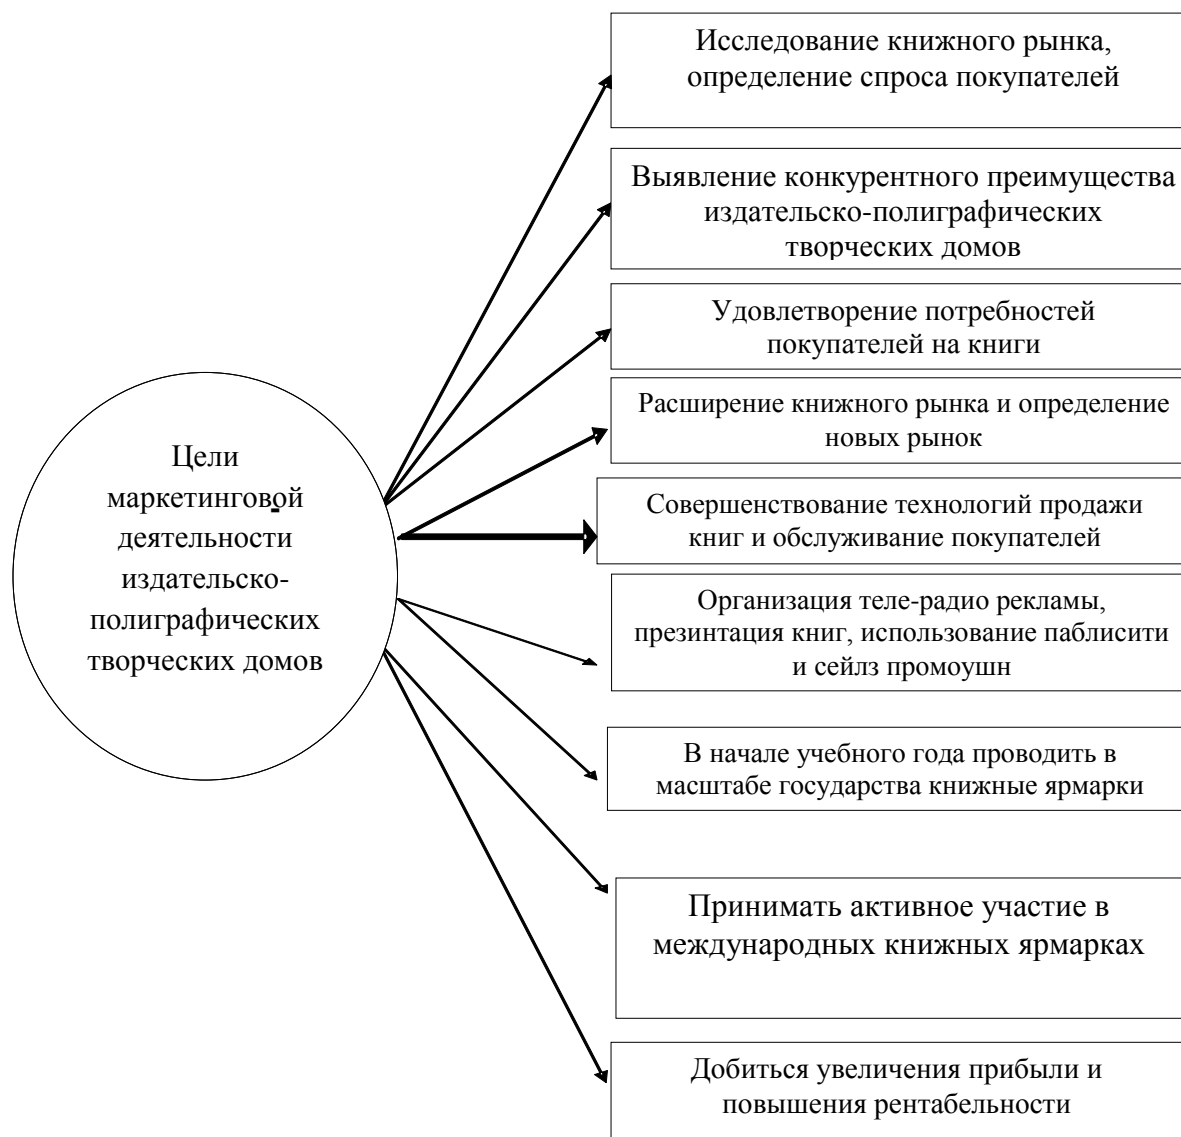 Исследование книжного рынка,
определение спроса покупателей
Выявление конкурентного преимущества
издательско-полиграфических
творческих домов
Удовлетворение потребностей
покупателей на книги
Расширение книжного рынка и определение
новых рынок
Цели
маркетинговой
деятельности
издательско-
полиграфических
творческих домов
Совершенствование технологий продажи
книг и обслуживание покупателей
Организация теле-радио рекламы,
презинтация книг, использование паблисити
и сейлз промоушн
В начале учебного года проводить в
масштабе государства книжные ярмарки
Принимать активное участие в
международных книжных ярмарках
Добиться увеличения прибыли и
повышения рентабельности